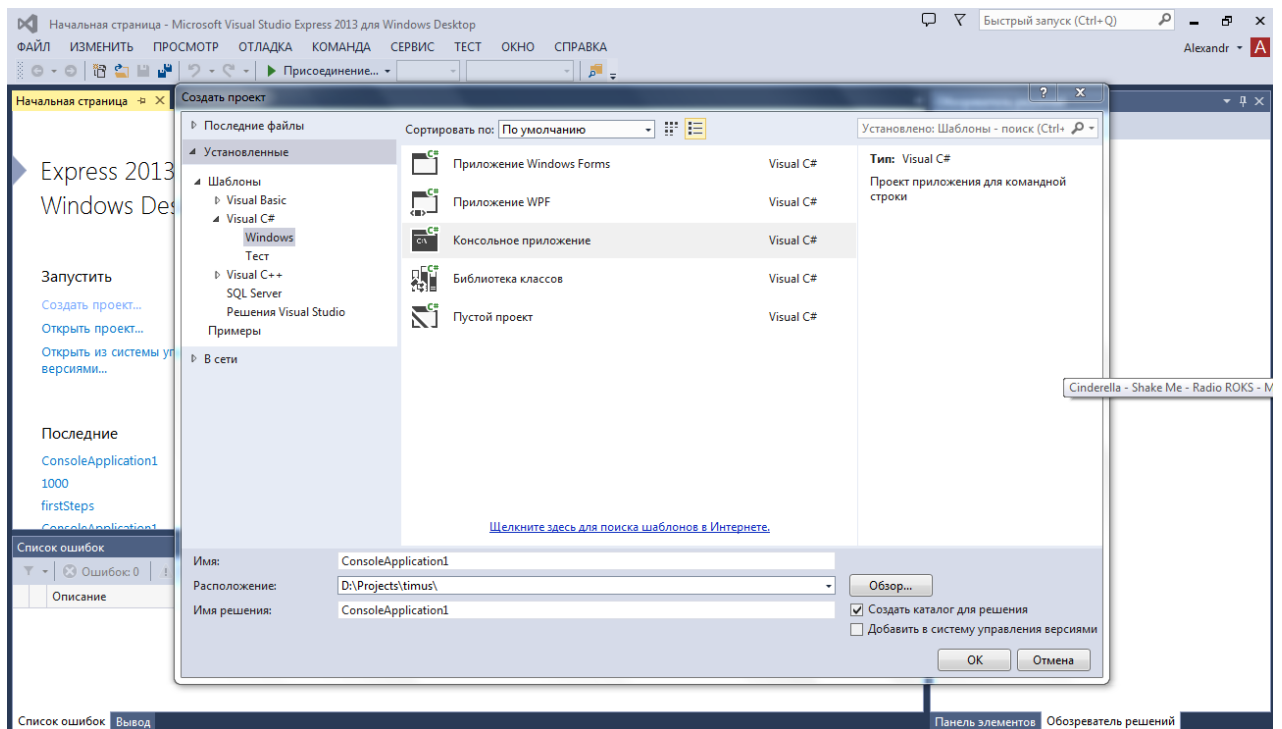 Начальная страница - Microsoft Visual Studio Express 2013 для Windows Desktop
Быстрый запуск (Ctrl+Q)
ФАЙЛ ИЗМЕНИТЬ ПРОСМОТР ОТЛАДКА КОМАНДА СЕРВИС ТЕСТ ОКНО СПРАВКА
Alexandr A
Присоединение...
Начальная страница
Express 2013
Windows Des
Запустить
Создать проект...
Открыть проект...
Открыть из системы уп
версиями...
Последние
ConsoleApplication1
1000
firstSteps
ConsoleApplication1
Создать проект
Последние файлы
Установленные
Шаблоны
Visual Basic
Visual C#
Windows
Тест
Visual C++
SQL Server
Решения Visual Studio
Примеры
В сети
Сортировать по: По умолчанию
Установлено: Шаблоны - поиск (Ctrl+
C# Приложение Windows Forms Visual C#
C# Приложение WPF Visual C#
C# Консольное приложение Visual C#
C# Библиотека классов Visual C#
C# Пустой проект Visual C#
Щелкните здесь для поиска шаблонов в Интернете.
Тип: Visual C#
Проект приложения для командной
строки
Cinderella - Shake Me - Radio ROKS - M
Имя: ConsoleApplication1
Расположение: D:\Projects\timus\
Обзор...
Имя решения: ConsoleApplication1
Создать каталог для решения
Добавить в систему управления версиями
OK Отмена
Список ошибок
Ошибок: 0
Описание
Список ошибок Вывод
Панель элементов Обозреватель решений